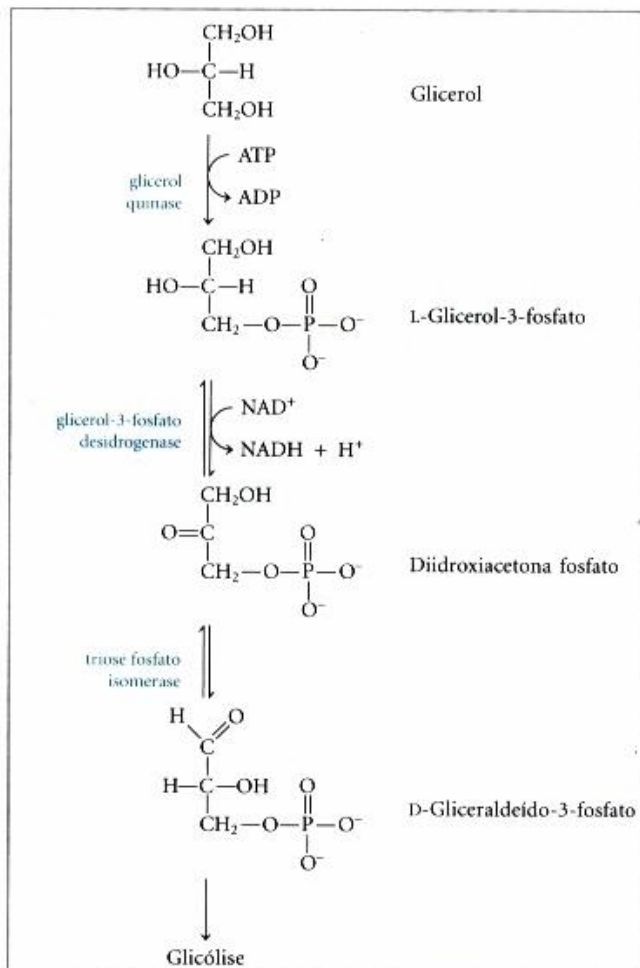 CH₂OH
HO—C—H
CH₂OH
Glicerol
glicerol
quinase
ATP
ADP
CH₂OH
HO—C—H O
CH₂—O—P—O⁻
O⁻
L-Glicerol-3-fosfato
glicerol-3-fosfato
desidrogenase
NAD⁺
NADH + H⁺
CH₂OH
O=C O
CH₂—O—P—O⁻
O⁻
Diidroxiacetona fosfato
triose fosfato
isomerase
H O
C
H—C—OH O
CH₂—O—P—O⁻
O⁻
D-Gliceraldeído-3-fosfato
Glicólise